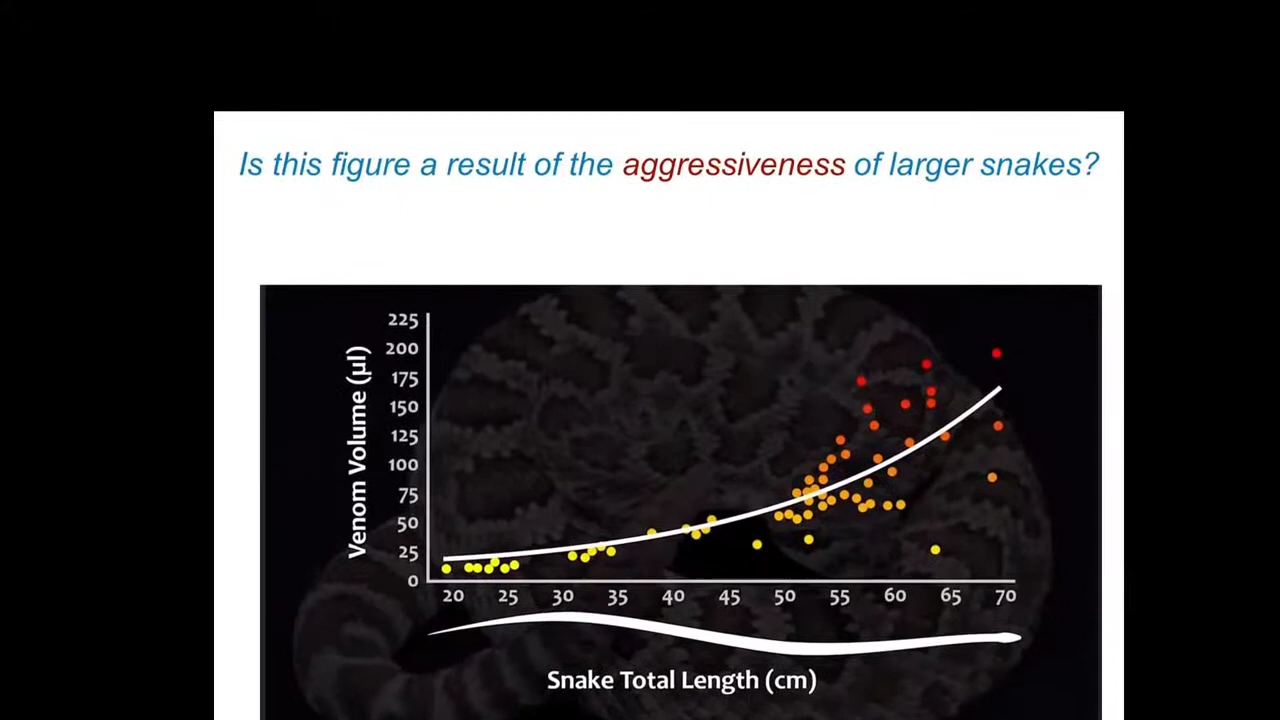 Is this figure a result of the aggressiveness of larger snakes?
225
200
175
150
125
100
75
50
25
0
Venom Volume (µl)
20 25 30 35 40 45 50 55 60 65 70
Snake Total Length (cm)